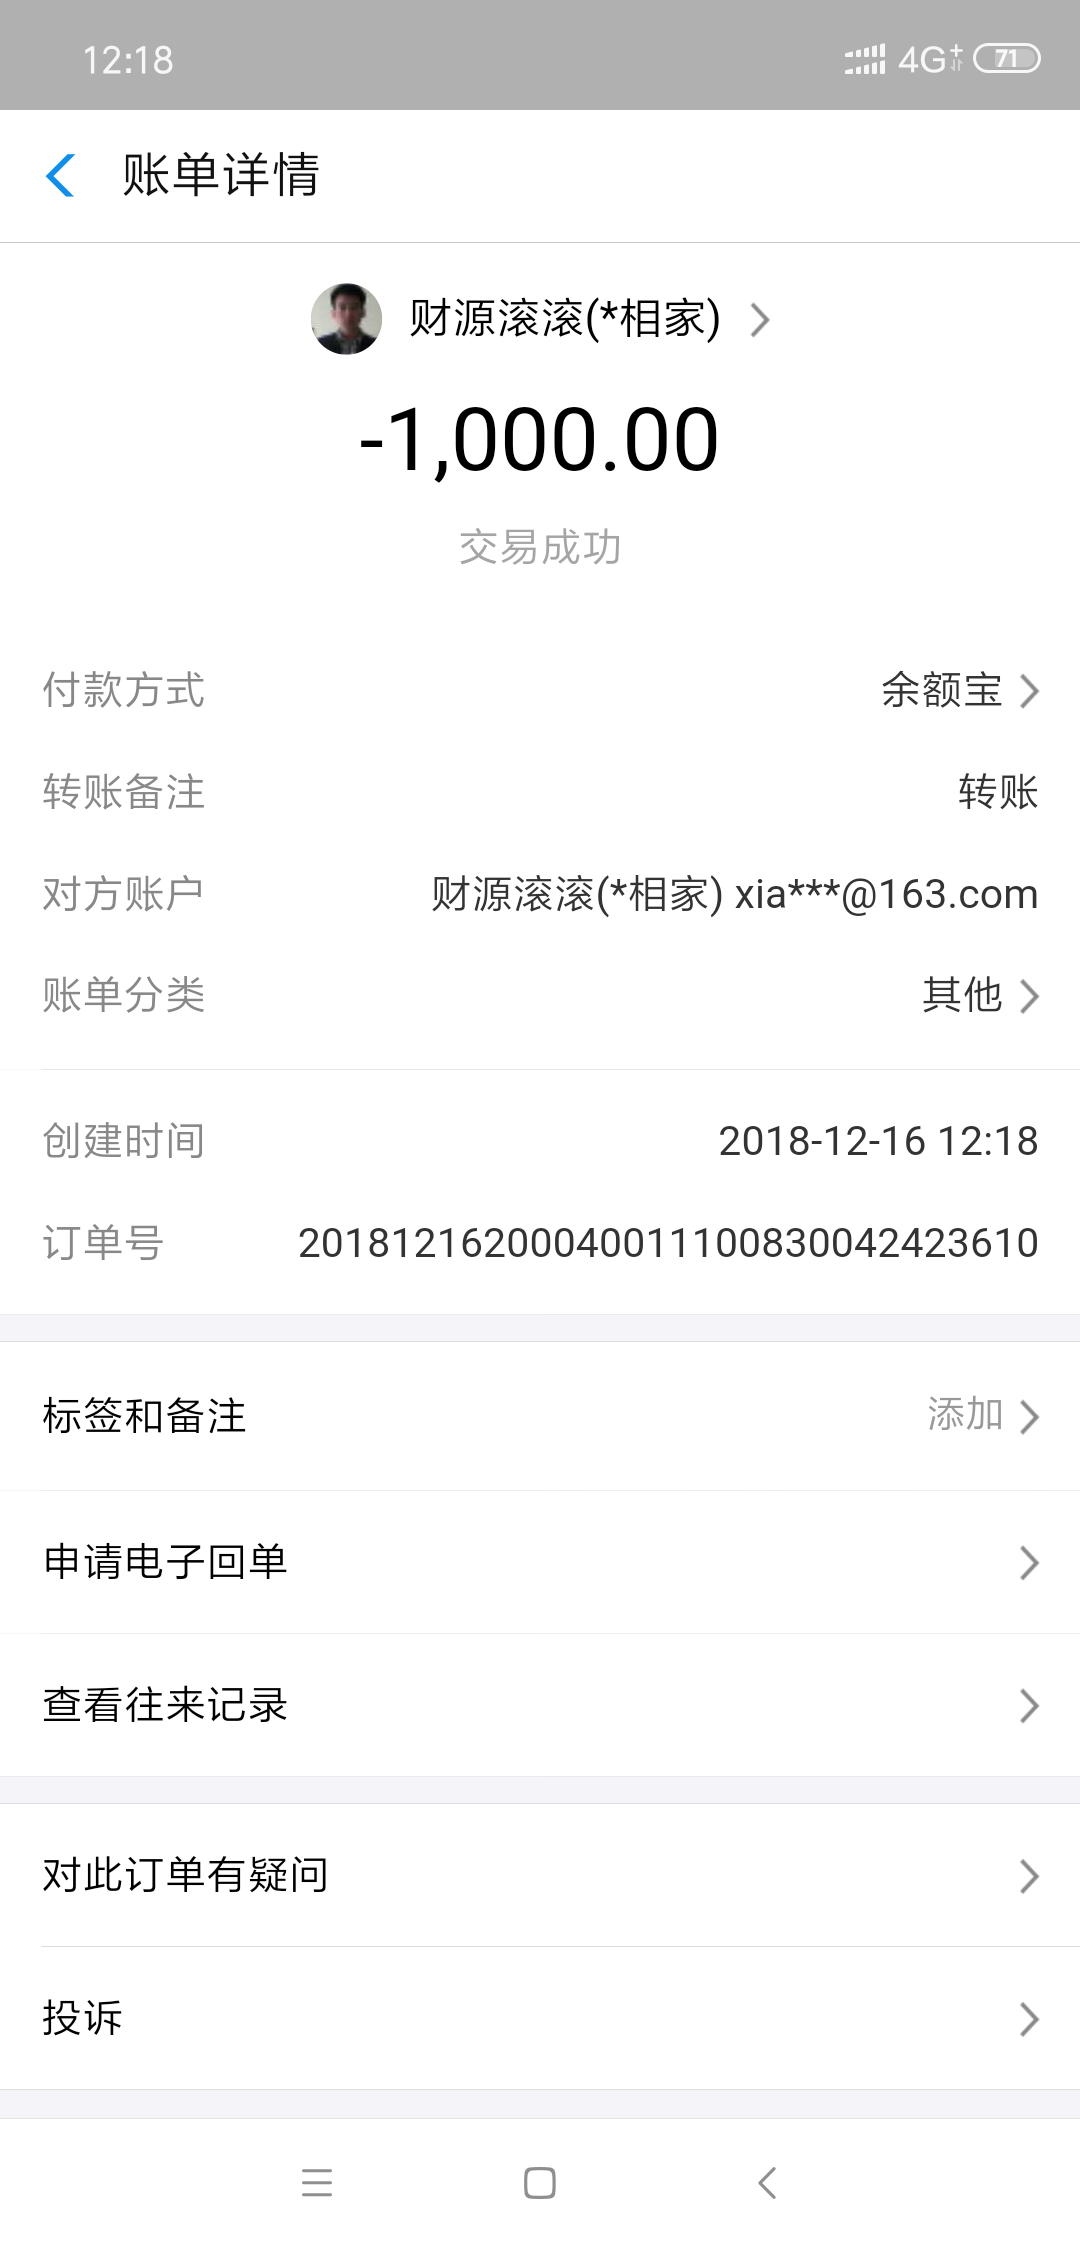 12:18
4G+ 71
账单详情
财源滚滚(*相家)
-1,000.00
交易成功
付款方式 余额宝
转账备注 转账
对方账户 财源滚滚(*相家) xia***@163.com
账单分类 其他
创建时间 2018-12-16 12:18
订单号 20181216200040011100830042423610
标签和备注 添加
申请电子回单
查看往来记录
对此订单有疑问
投诉